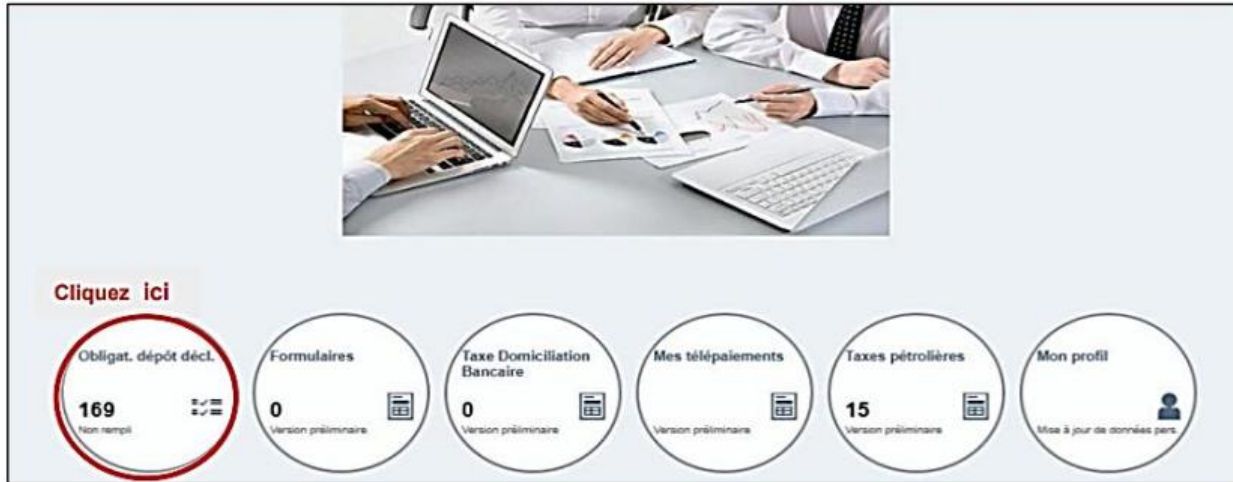 Cliquez ici
Obligat. dépôt décl.
169
Non rempli
Formulaires
0
Version préliminaire
Taxe Domiciliation
Bancaire
0
Version préliminaire
Mes télépaiements
Version préliminaire
Taxes pétrolières
15
Version préliminaire
Mon profil
Mise à jour de données pers.